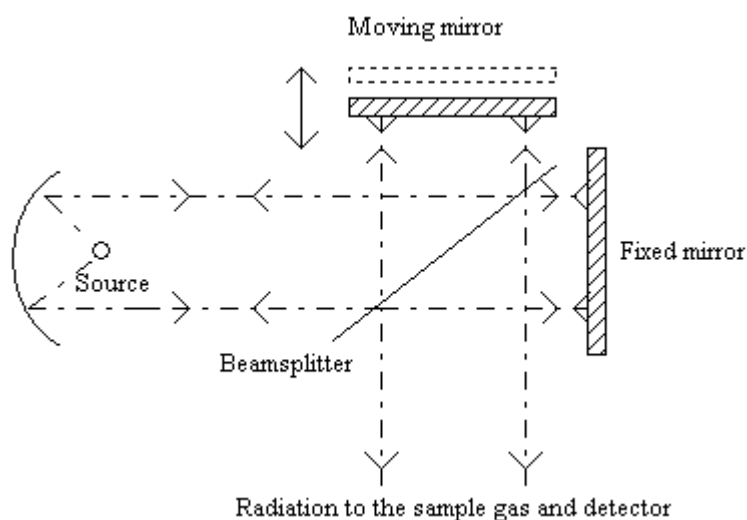 Moving mirror
Source
Fixed mirror
Beamsplitter
Radiation to the sample gas and detector